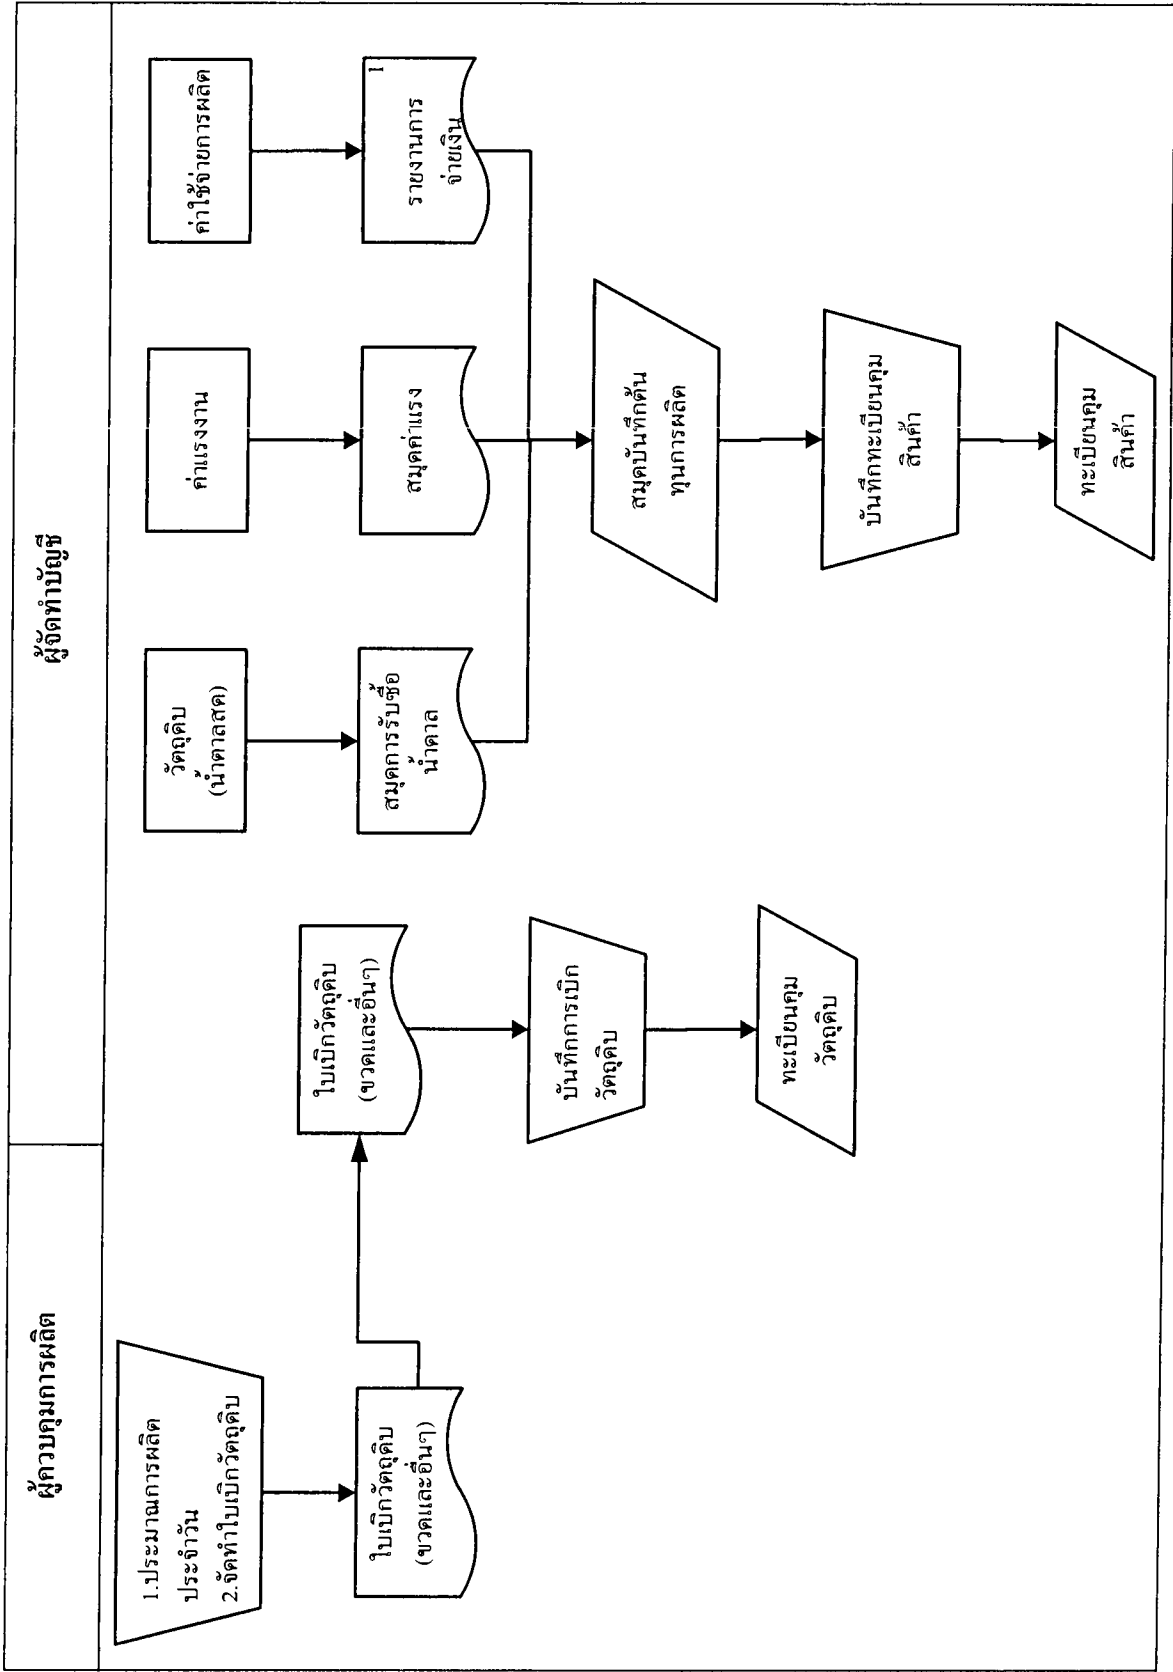 ผู้ควบคุมการผลิต
ผู้จัดทำบัญชี
1.ประมาณการผลิต
ประจำวัน
2.จัดทำใบเบิกวัตถุดิบ
ใบเบิกวัตถุดิบ
(ขวดและอื่นๆ)
ใบเบิกวัตถุดิบ
(ขวดและอื่นๆ)
บันทึกการเบิก
วัตถุดิบ
ทะเบียนคุม
วัตถุดิบ
วัตถุดิบ
(น้ำตาลสด)
สมุดการรับซื้อ
น้ำตาล
ค่าแรงงาน
สมุดค่าแรง
ค่าใช้จ่ายการผลิต
1
รายงานการ
จ่ายเงิน
สมุดบันทึกต้น
ทุนการผลิต
บันทึกทะเบียนคุม
สินค้า
ทะเบียนคุม
สินค้า